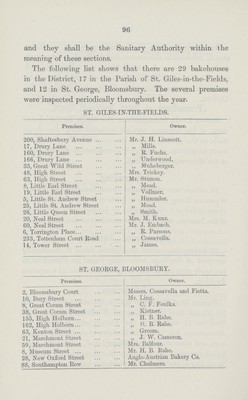 96
and they shall be the Sanitary Authority within the
meaning of these sections.
The following list shows that there are 29 bakehouses
in the District, 17 in the Parish of St. Giles-in-the-Fields,
and 12 in St. George, Bloomsbury. The several premises
were inspected periodically throughout the year.
ST. GILES-IN-THE-FIELDS.
Premises. Owner.
200, Shaftesbury Avenue ... Mr. J. H. Linscott.
17, Drury Lane ... „ Mills.
160, Drury Lane ... „ R. Fuchs.
166, Drury Lane ... „ Underwood.
35, Great Wild Street ... „ Muhsberger.
48, High Street ... Mrs. Trickey.
63, High Street ... Mr. Stamm.
8, Little Earl Street ... „ Mead.
19, Little Earl Street ... „ Vollmer.
5, Little St. Andrew Street ... „ Hummler.
25, Little St. Andrew Street ... „ Mead.
26, Little Queen Street ... „ Smith.
20, Neal Street ... Mrs. M. Kunz.
60, Neal Street ... Mr. J. Einbach.
6, Torrington Place ... „ R. Parsons.
233, Tottenham Court Road ... „ Cossavella.
14, Tower Street ... „ James.
ST. GEORGE, BLOOMSBURY.
Premises. Owner.
2, Bloomsbury Court ... Messrs. Cossavella and Pietta.
10, Bury Street ... Mr. Ling.
8, Great Coram Street ... „ C. F. Foulks.
38, Great Coram Street ... „ Kistner.
155, High Holborn ... „ H. B. Rabe.
162, High Holborn ... „ H. B. Rabe.
63, Kenton Street ... „ Groom.
21, Marchmont Street ... „ J. W. Cameron.
59, Marchmont Street ... Mrs. Balfour.
8, Museum Street ... Mr. H. B. Rabe.
28, New Oxford Street ... Anglo-Austrian Bakery Co.
88, Southampton Row ... Mr. Chalmers.